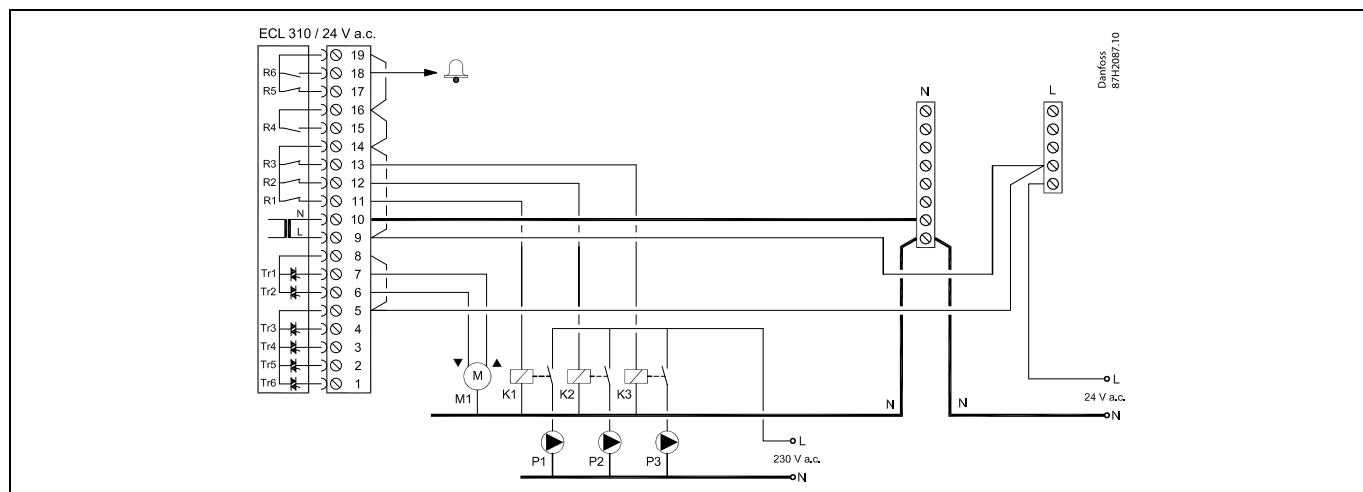 ECL 310 / 24 V a.c.
19
R6 18
R5 17
16
R4 15
14
R3 13
R2 12
R1 11
N 10
L 9
8
Tr1 7
Tr2 6
5
Tr3 4
Tr4 3
Tr5 2
Tr6 1
N
L
Danfoss
87H2087.10
M
M1
K1
K2
K3
N
N
L
24 V a.c.
N
P1
P2
P3
L
230 V a.c.
N